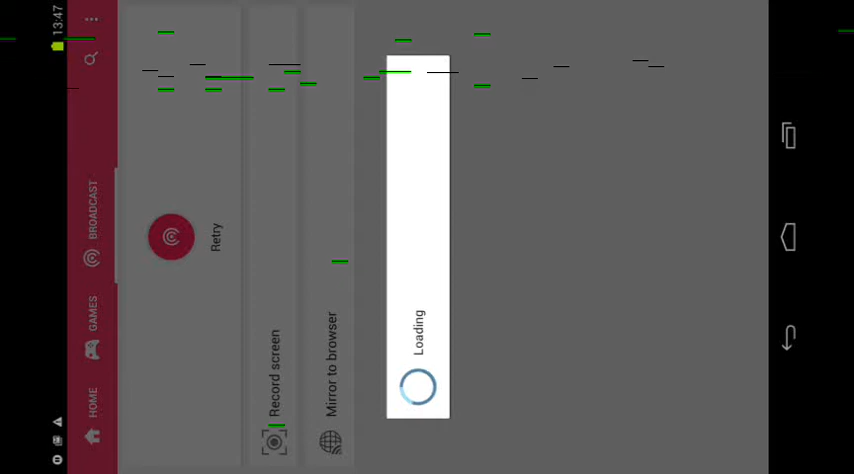 13:47
HOME
GAMES
BROADCAST
Retry
Record screen
Mirror to browser
Loading